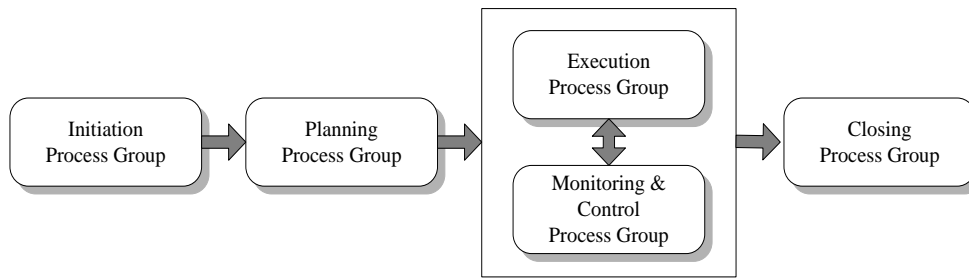 Initiation
Process Group
Planning
Process Group
Execution
Process Group
Monitoring &
Control
Process Group
Closing
Process Group